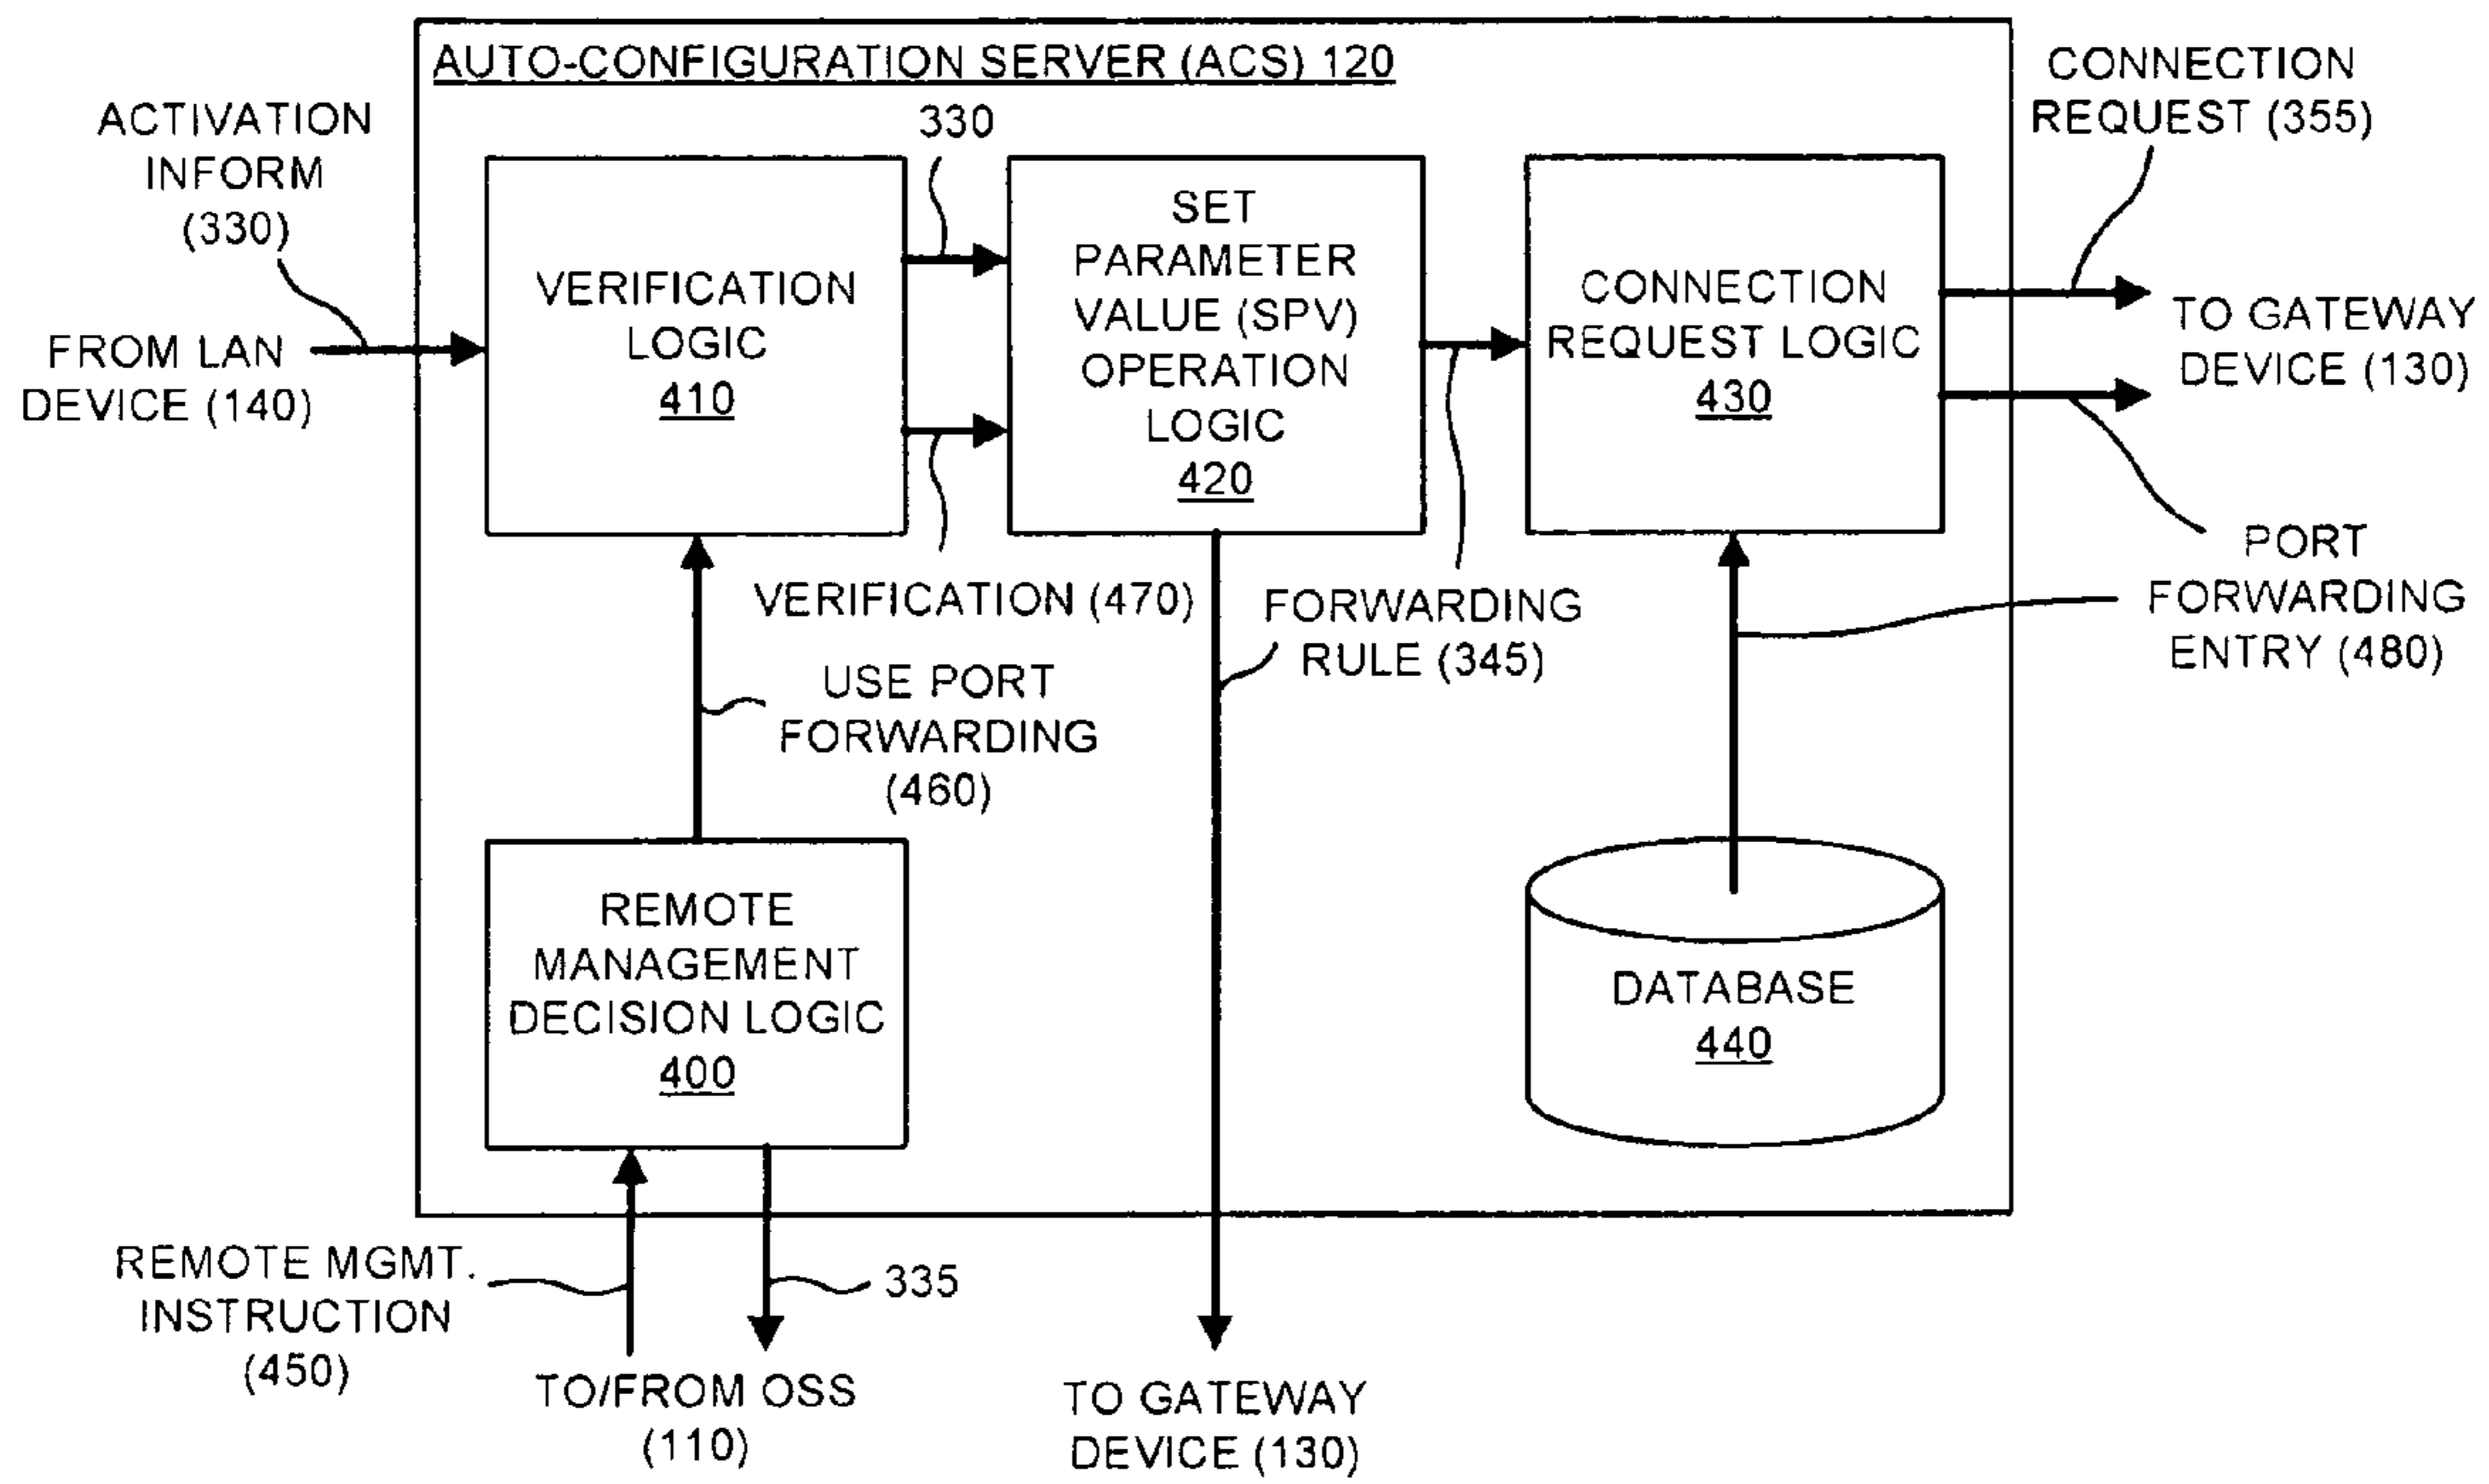 AUTO-CONFIGURATION SERVER (ACS) 120
ACTIVATION
INFORM
(330)
FROM LAN
DEVICE (140)
VERIFICATION
LOGIC
410
330
VERIFICATION (470)
SET
PARAMETER
VALUE (SPV)
OPERATION
LOGIC
420
CONNECTION
REQUEST LOGIC
430
CONNECTION
REQUEST (355)
TO GATEWAY
DEVICE (130)
PORT
FORWARDING
ENTRY (480)
FORWARDING
RULE (345)
USE PORT
FORWARDING
(460)
REMOTE
MANAGEMENT
DECISION LOGIC
400
DATABASE
440
REMOTE MGMT.
INSTRUCTION
(450)
335
TO/FROM OSS
(110)
TO GATEWAY
DEVICE (130)